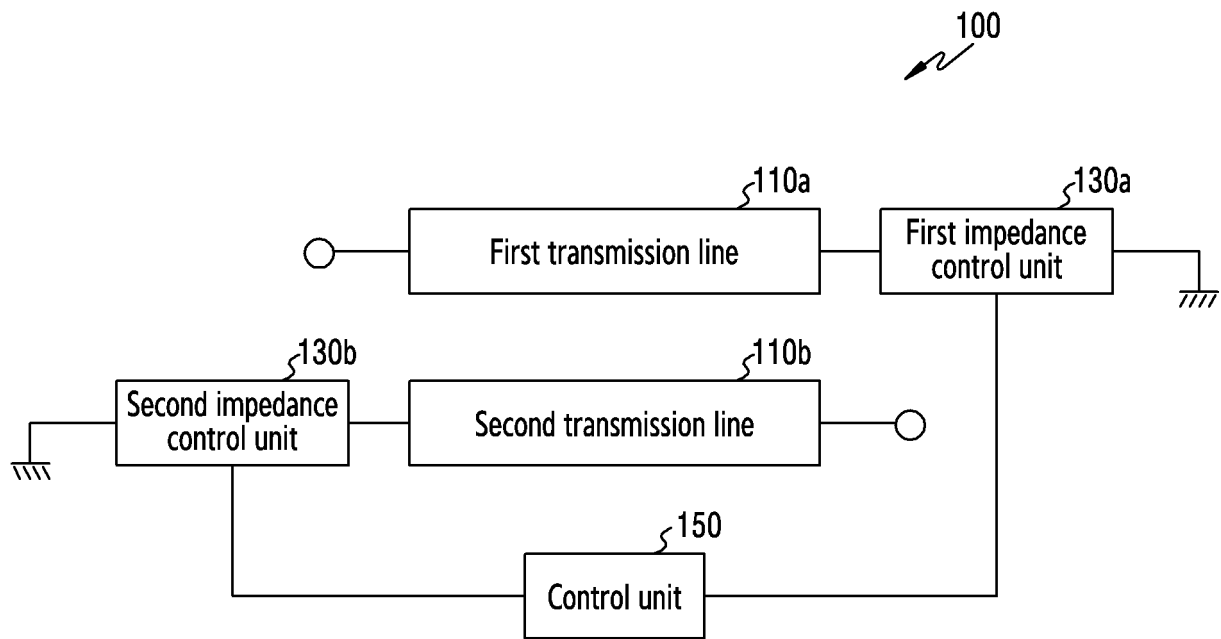 100
110a
130a
First transmission line
First impedance
control unit
130b
110b
Second impedance
control unit
Second transmission line
150
Control unit